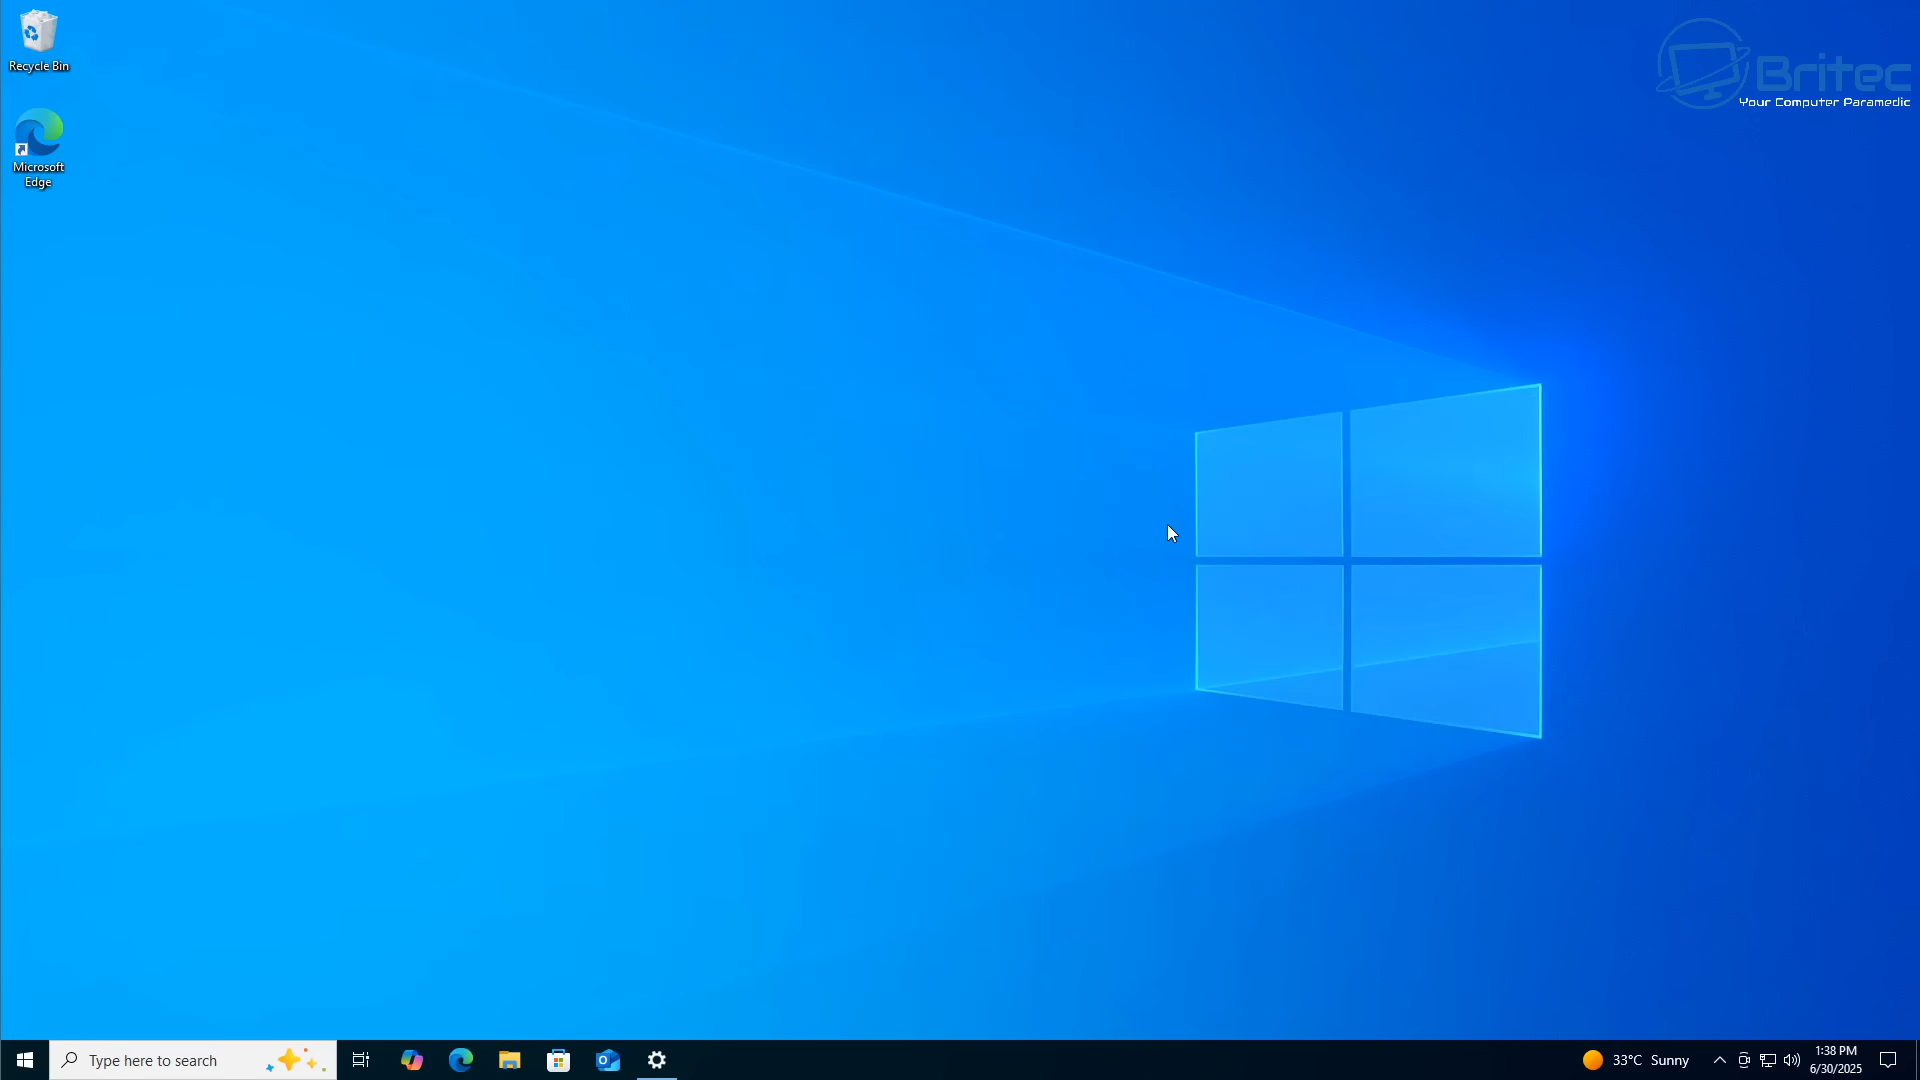 Recycle Bin
Britec
Your Computer Paramedic
Microsoft
Edge
Type here to search
33°C Sunny
1:38 PM
6/30/2025